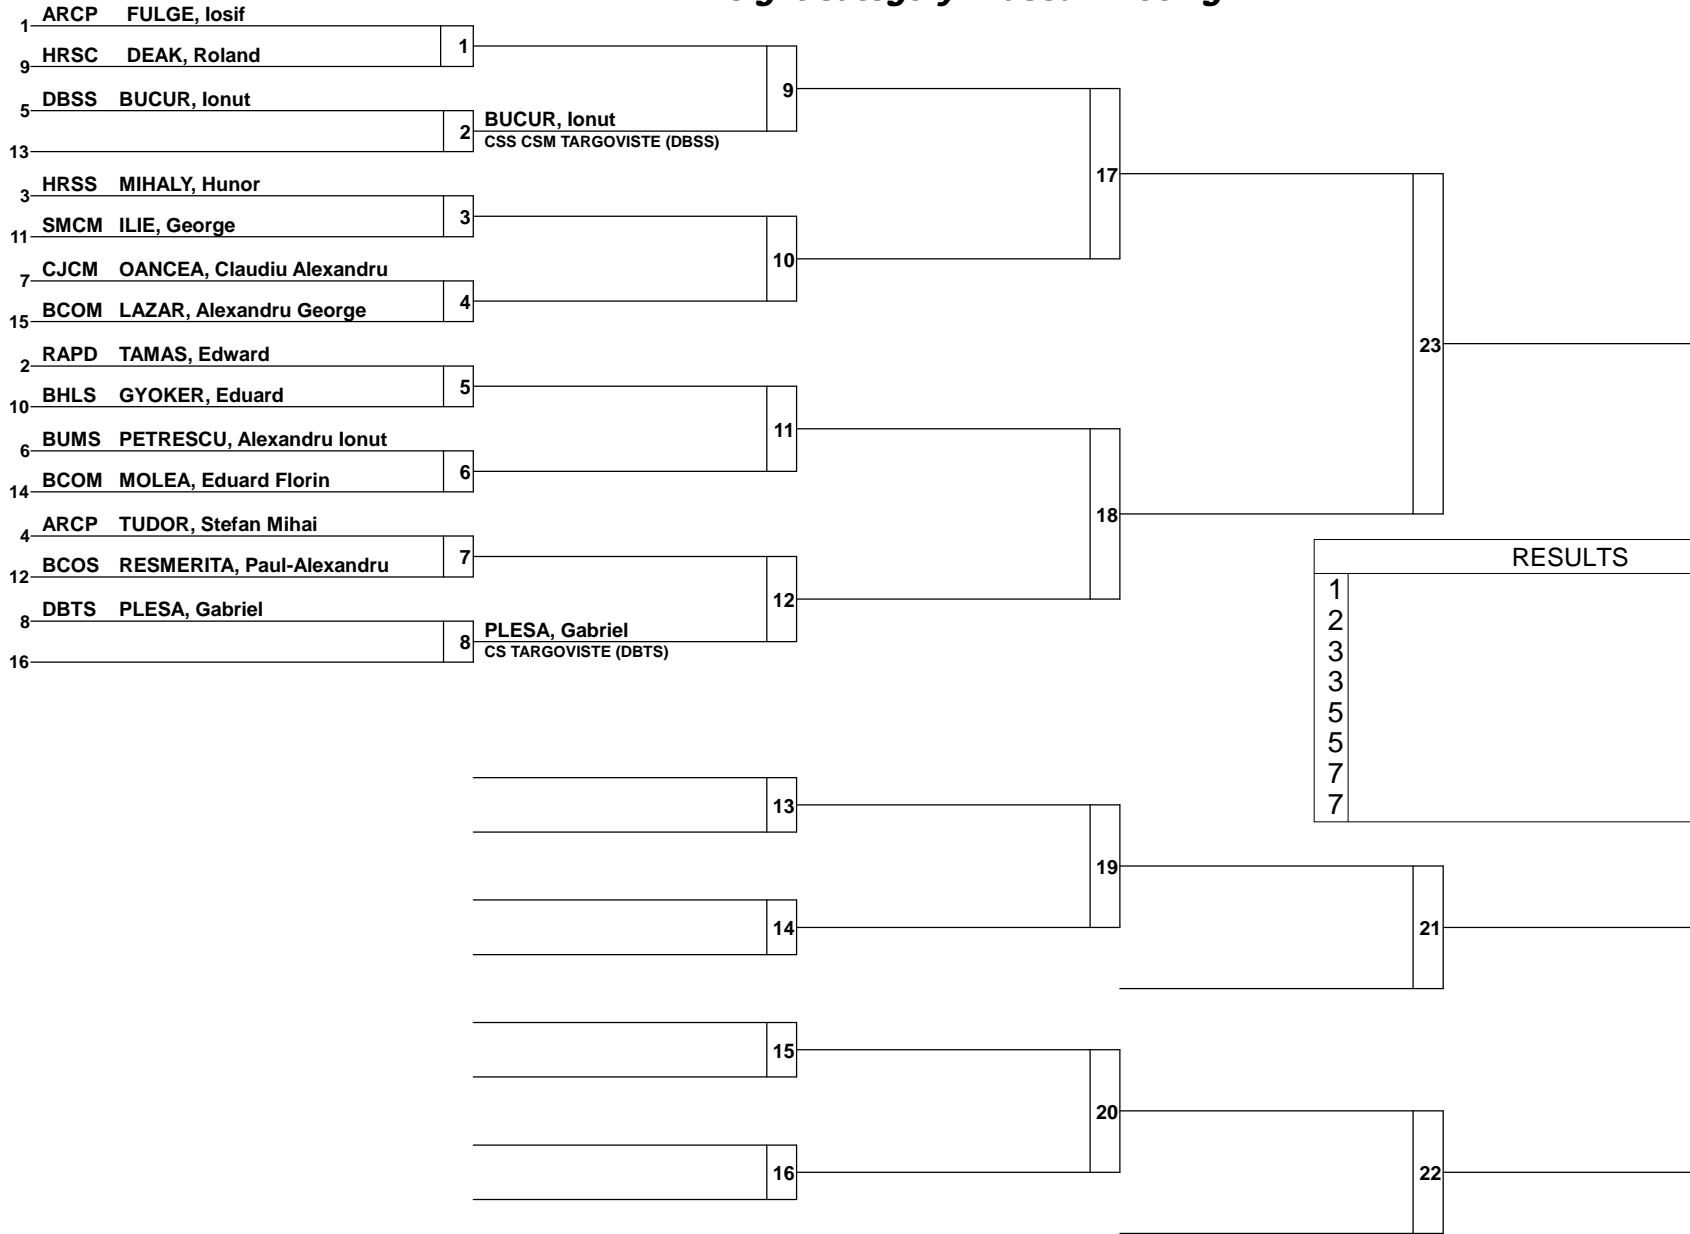 1 ARCP FULGE, Iosif
9 HRSC DEAK, Roland
1
5 DBSS BUCUR, Ionut
13
2
BUCUR, Ionut
CSS CSM TARGOVISTE (DBSS)
9
3 HRSS MIHALY, Hunor
11 SMCM ILIE, George
3
7 CJCM OANCEA, Claudiu Alexandru
15 BCOM LAZAR, Alexandru George
4
10
17
2 RAPD TAMAS, Edward
10 BHLS GYOKER, Eduard
5
6 BUMS PETRESCU, Alexandru Ionut
14 BCOM MOLEA, Eduard Florin
6
11
4 ARCP TUDOR, Stefan Mihai
12 BCOS RESMERITA, Paul-Alexandru
7
8 DBTS PLESA, Gabriel
16
8
PLESA, Gabriel
CS TARGOVISTE (DBTS)
12
18
23
RESULTS
1
2
3
3
5
5
7
7
13
14
19
21
15
16
20
22